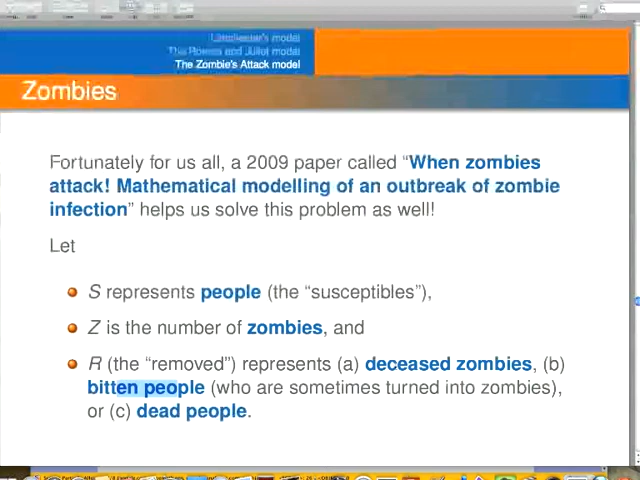 Lanchester's model
The Romeo and Juliet model
The Zombie's Attack model
Zombies
Fortunately for us all, a 2009 paper called “When zombies
attack! Mathematical modelling of an outbreak of zombie
infection” helps us solve this problem as well!
Let
S represents people (the “susceptibles”),
Z is the number of zombies, and
R (the “removed”) represents (a) deceased zombies, (b)
bitten people (who are sometimes turned into zombies),
or (c) dead people.